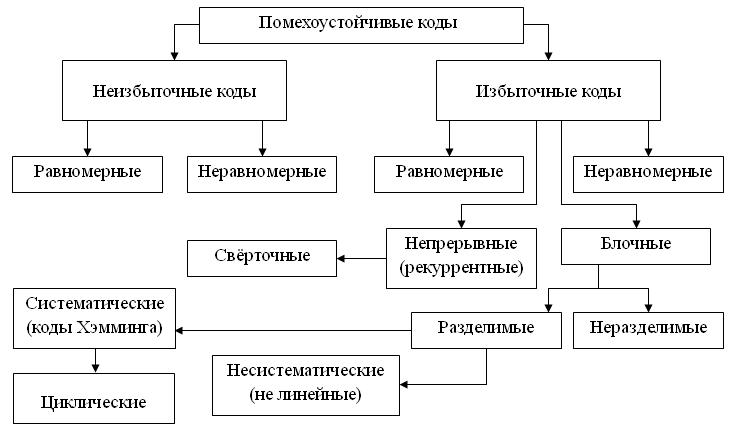 Помехоустойчивые коды
Неизбыточные коды
Избыточные коды
Равномерные
Неравномерные
Равномерные
Неравномерные
Свёрточные
Непрерывные
(рекуррентные)
Блочные
Систематические
(коды Хэмминга)
Разделимые
Неразделимые
Несистематические
(не линейные)
Циклические